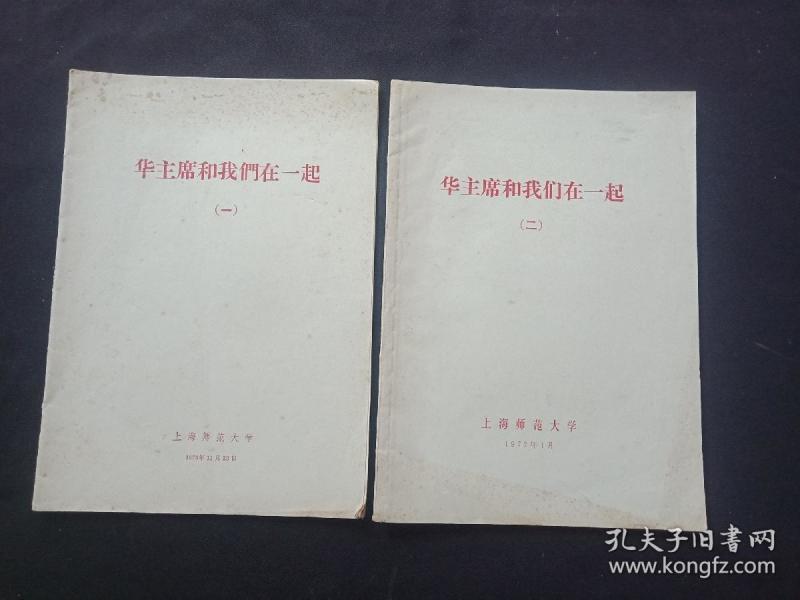 华主席和我們在一起
（一）
上海师范大学
华主席和我们在一起
（二）
上海师范大学
孔夫子旧书网
www.kongfz.com